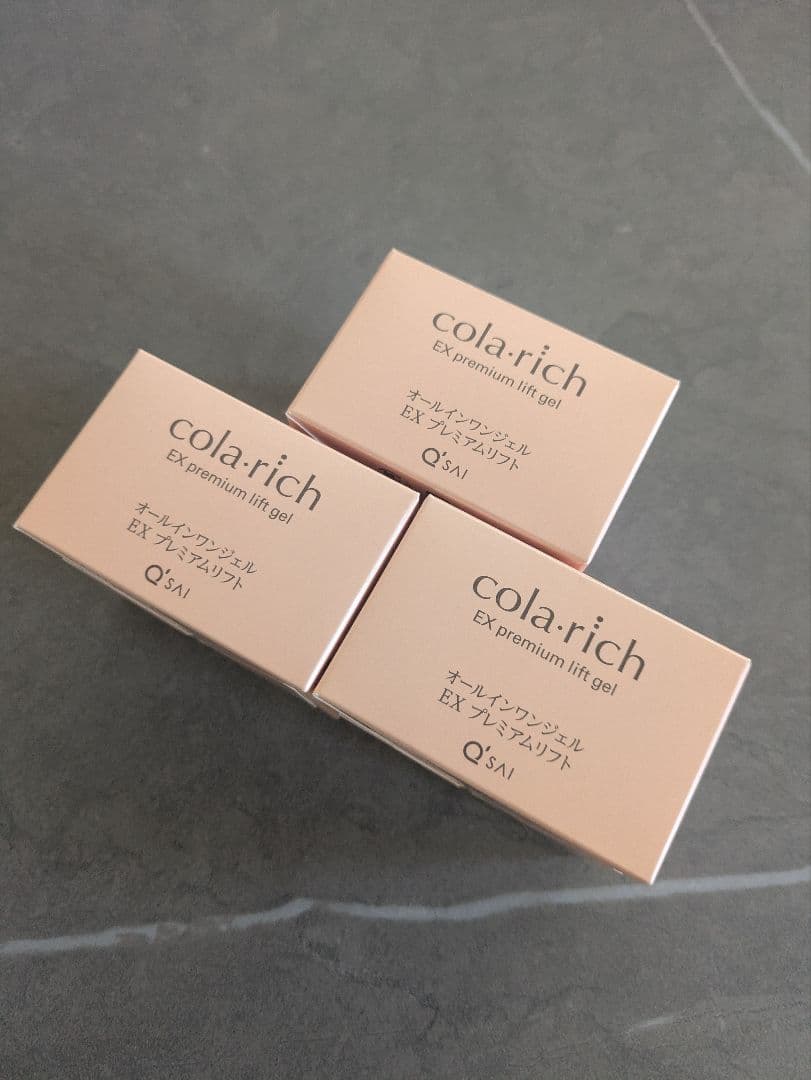 cola·rich
EX premium lift gel
オールインワンジェル
EX プレミアムリフト
Q'SAI
cola·rich
EX premium lift gel
オールインワンジェル
EX プレミアムリフト
Q'SAI
cola·rich
EX premium lift gel
オールインワンジェル
EX プレミアムリフト
Q'SAI